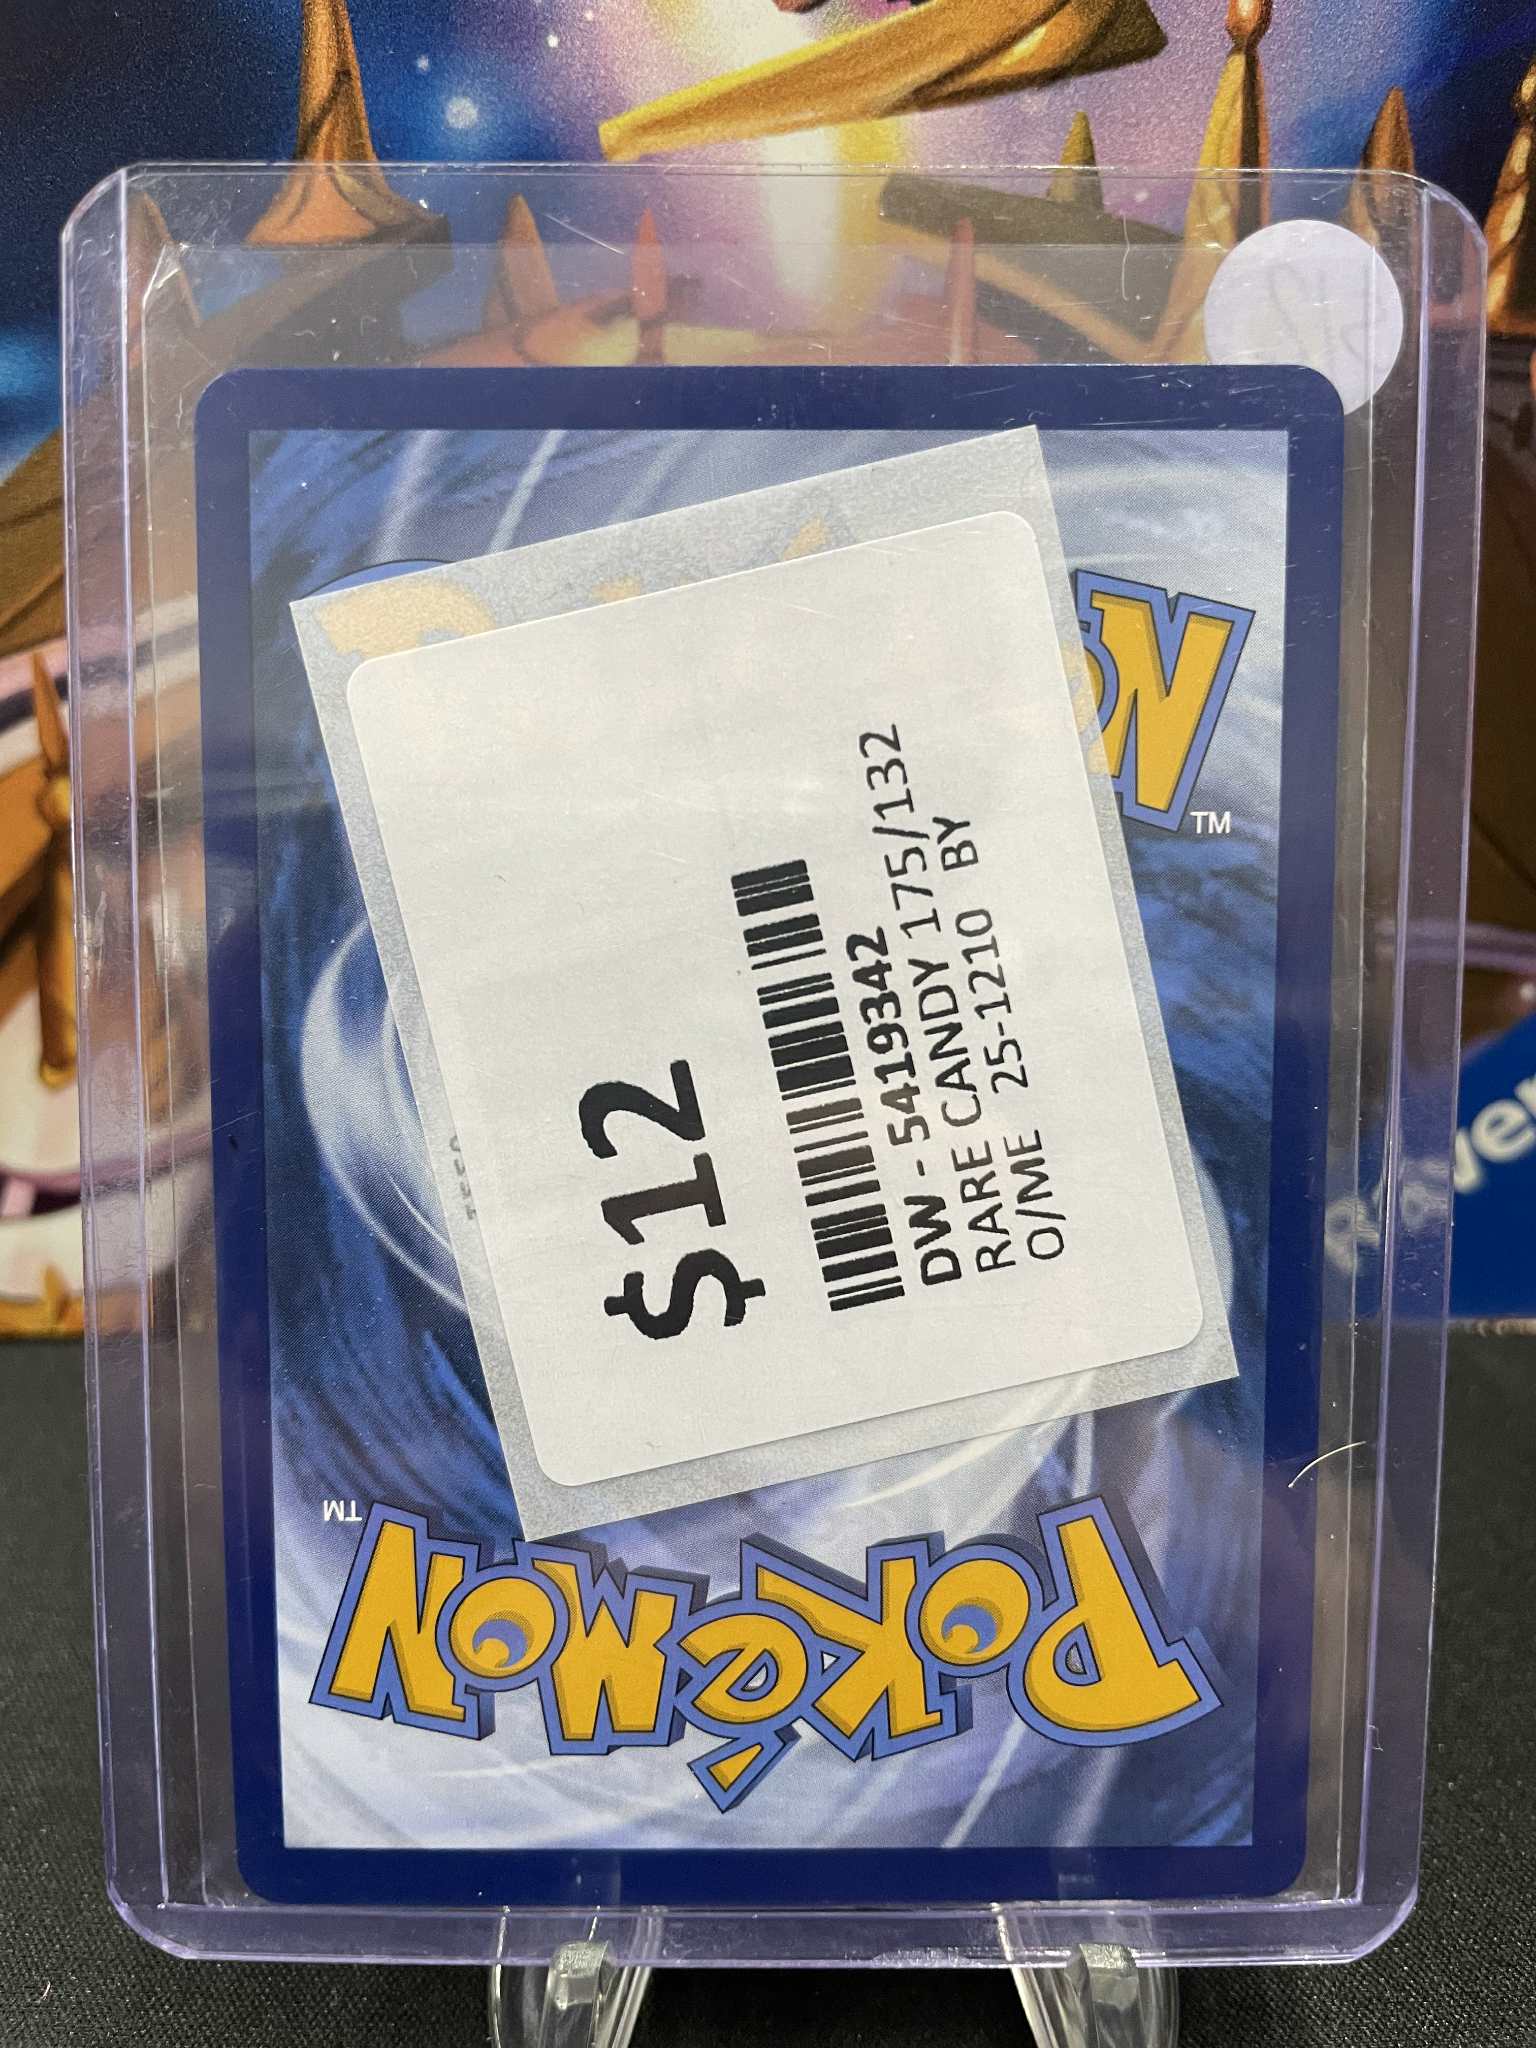 $12
DW - 5419342
RARE CANDY 175/132
O/ME 25-1210 BY
TM
POKéMON
TM